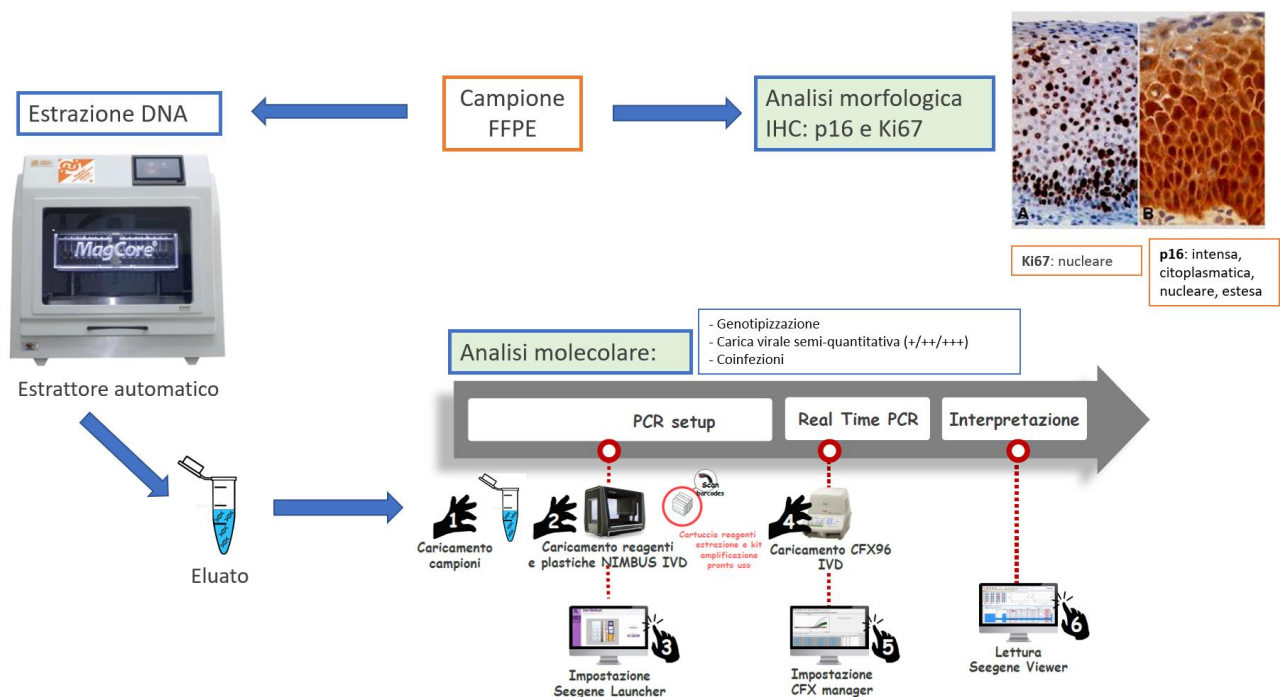 Estrazione DNA
Campione
FFPE
Analisi morfologica
IHC: p16 e Ki67
A
B
Ki67: nucleare
p16: intensa,
citoplasmatica,
nucleare, estesa
MagCore®
Estrattore automatico
Eluato
Analisi molecolare:
- Genotipizzazione
- Carica virale semi-quantitativa (+/++/+++)
- Coinfezioni
PCR setup
Real Time PCR
Interpretazione
1
Caricamento
campioni
2
Caricamento reagenti
e plastiche NIMBUS IVD
Scan
barcodes
Cartuccia reagenti
estrazione e kit
amplificazione
pronto uso
4
Caricamento CFX96
IVD
3
Impostazione
Seegene Launcher
5
Impostazione
CFX manager
6
Lettura
Seegene Viewer